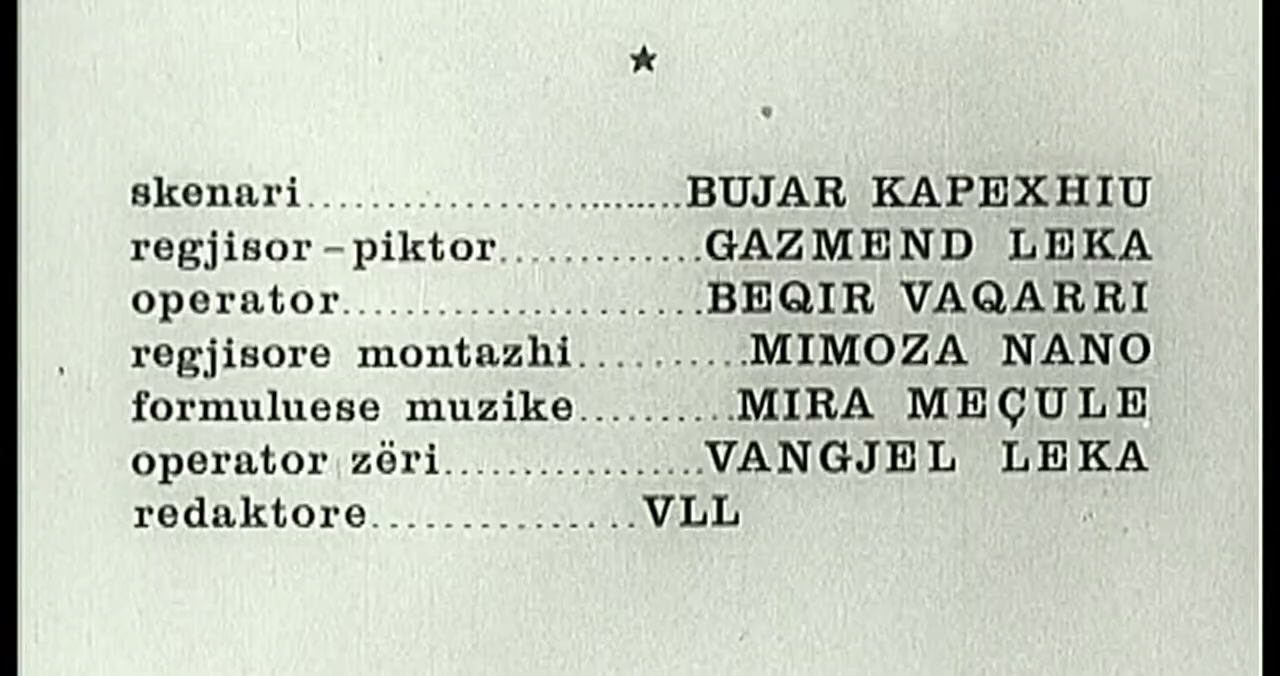 skenari.......................BUJAR KAPEXHIU
regjisor-piktor.............GAZMEND LEKA
operator......................BEQIR VAQARRI
regjisore montazhi..........MIMOZA NANO
formuluese muzike..........MIRA MEÇULE
operator zëri................VANGJEL LEKA
redaktore................VLL